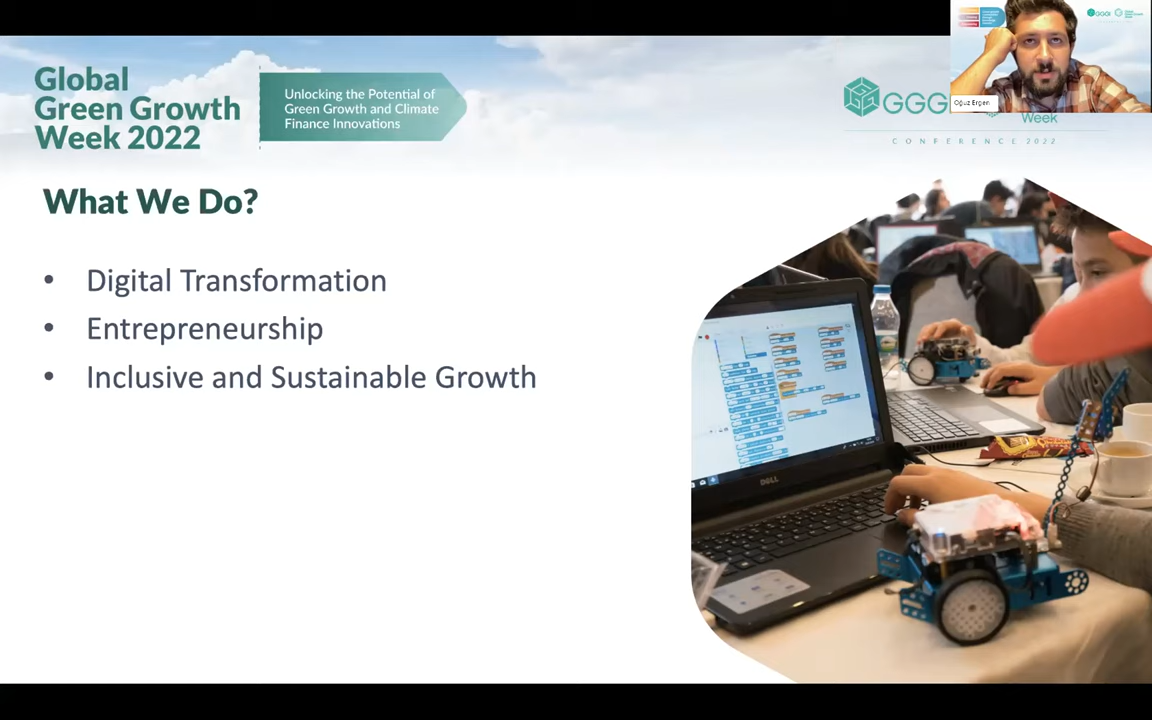 Global
Green Growth
Week 2022
Unlocking the Potential of
Green Growth and Climate
Finance Innovations
GGG
Week
CONFERENCE 2022
Oğuz Ergen
What We Do?
• Digital Transformation
• Entrepreneurship
• Inclusive and Sustainable Growth
DELL